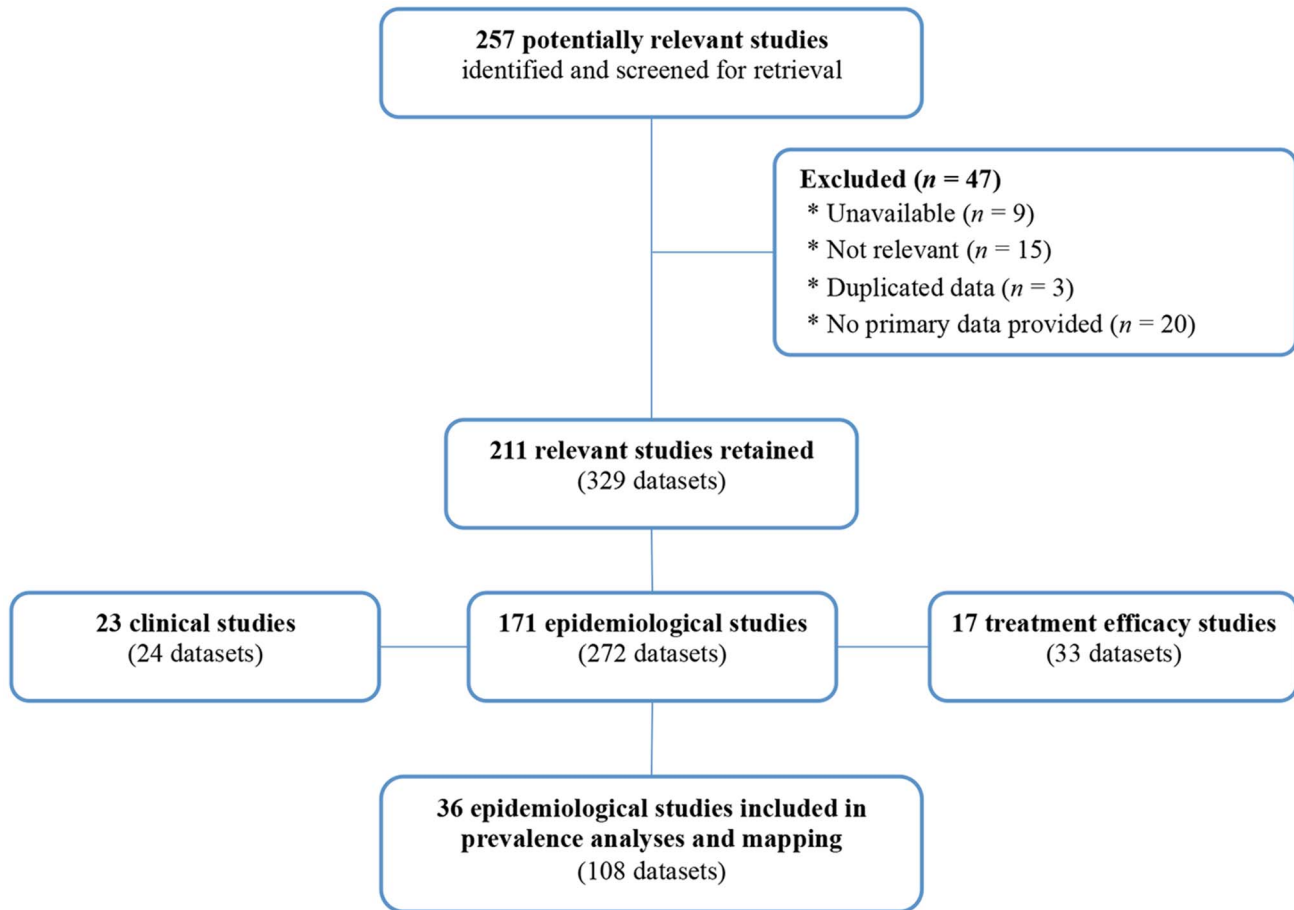 257 potentially relevant studies
identified and screened for retrieval
Excluded (n = 47)
* Unavailable (n = 9)
* Not relevant (n = 15)
* Duplicated data (n = 3)
* No primary data provided (n = 20)
211 relevant studies retained
(329 datasets)
23 clinical studies
(24 datasets)
171 epidemiological studies
(272 datasets)
17 treatment efficacy studies
(33 datasets)
36 epidemiological studies included in
prevalence analyses and mapping
(108 datasets)